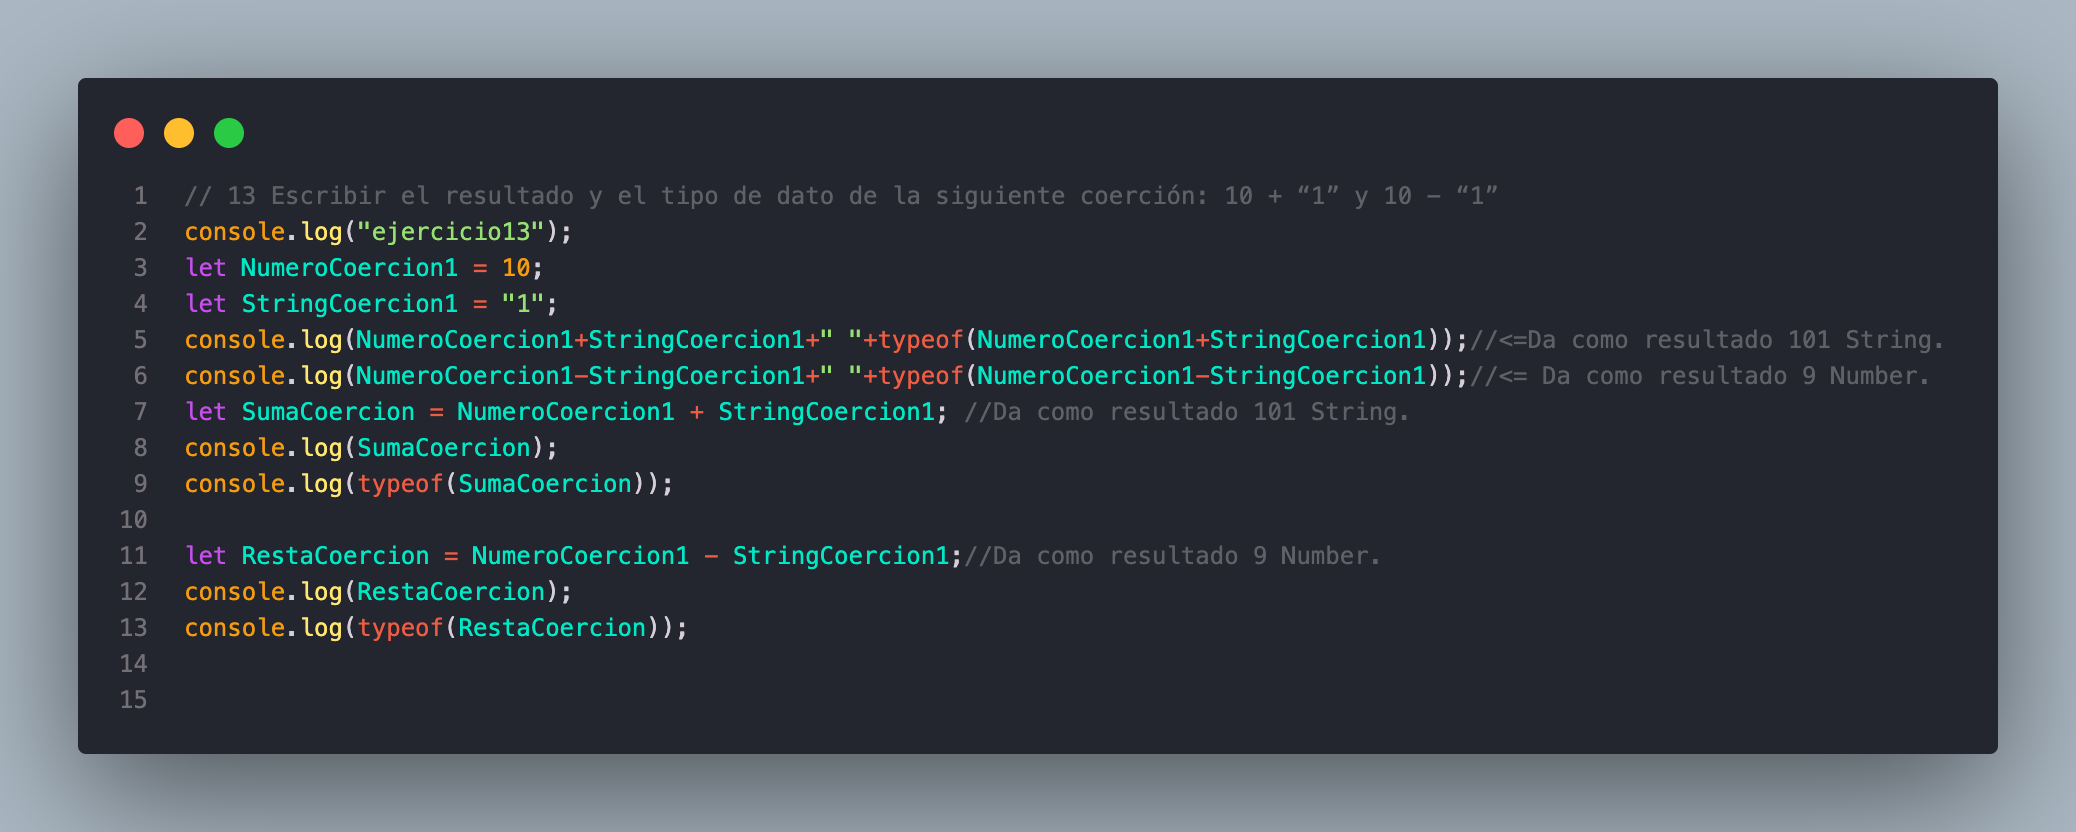 1 // 13 Escribir el resultado y el tipo de dato de la siguiente coerción: 10 + “1” y 10 - “1”
2 console.log("ejercicio13");
3 let NumeroCoercion1 = 10;
4 let StringCoercion1 = "1";
5 console.log(NumeroCoercion1+StringCoercion1+" "+typeof(NumeroCoercion1+StringCoercion1));//<=Da como resultado 101 String.
6 console.log(NumeroCoercion1-StringCoercion1+" "+typeof(NumeroCoercion1-StringCoercion1));//<= Da como resultado 9 Number.
7 let SumaCoercion = NumeroCoercion1 + StringCoercion1; //Da como resultado 101 String.
8 console.log(SumaCoercion);
9 console.log(typeof(SumaCoercion));
10
11 let RestaCoercion = NumeroCoercion1 - StringCoercion1;//Da como resultado 9 Number.
12 console.log(RestaCoercion);
13 console.log(typeof(RestaCoercion));
14
15